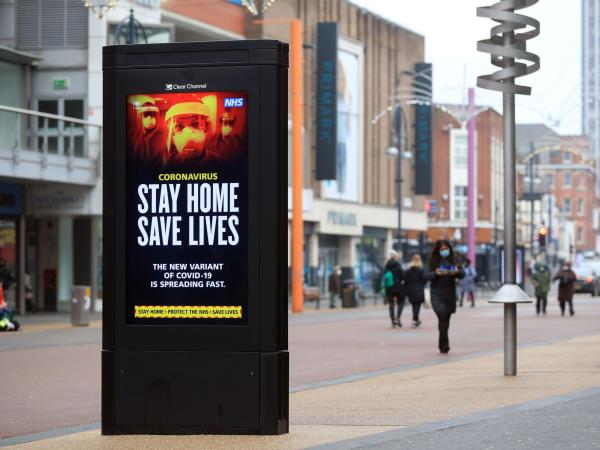 Clear Channel
NHS
CORONAVIRUS
STAY HOME
SAVE LIVES
THE NEW VARIANT
OF COVID-19
IS SPREADING FAST.
STAY HOME › PROTECT THE NHS › SAVE LIVES
PRIMARK
PRIMARK